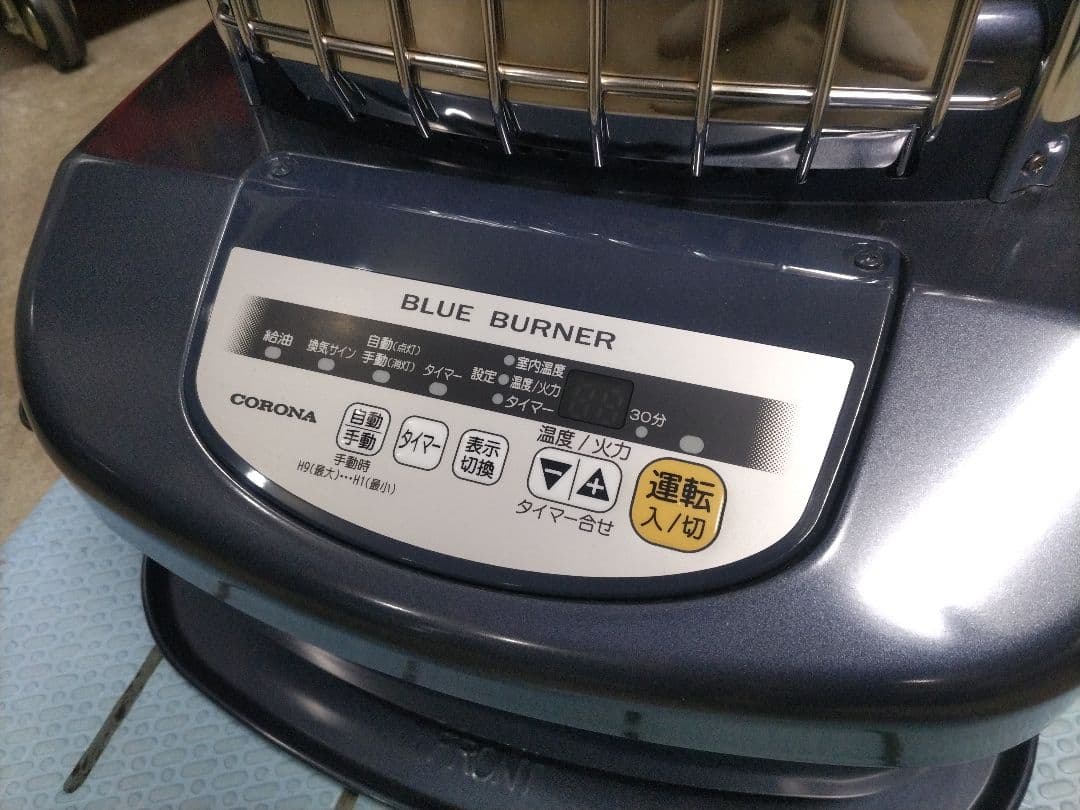 BLUE BURNER
給油
換気サイン
自動(点灯)
手動(消灯)
タイマー
設定
室内温度
温度/火力
タイマー
30分
CORONA
自動
手動
タイマー
表示
切換
温度/火力
運転
入/切
手動時
H9(最大)…H1(最小)
タイマー合せ
FRONT